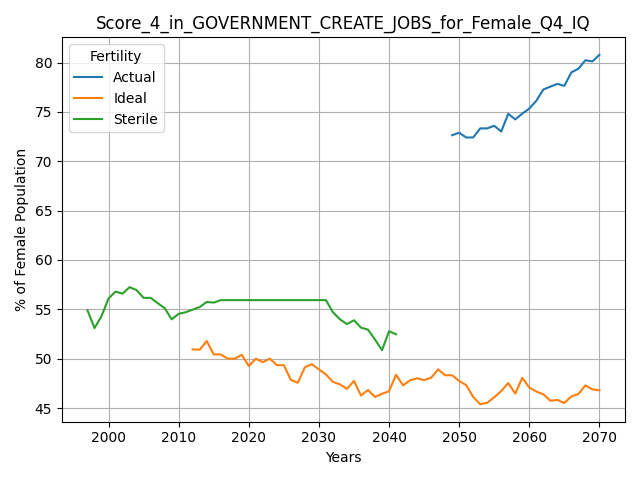 Score_4_in_GOVERNMENT_CREATE_JOBS_for_Female_Q4_IQ
Fertility
Actual
Ideal
Sterile
% of Female Population
80
75
70
65
60
55
50
45
2000 2010 2020 2030 2040 2050 2060 2070
Years